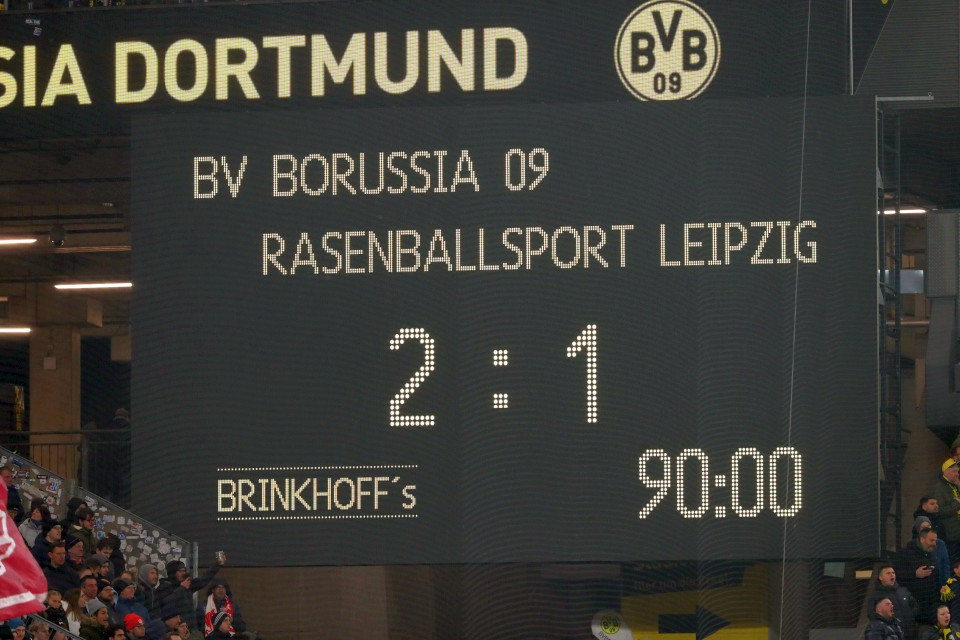 SIA DORTMUND
BVB
09
BV BORUSSIA 09
RASENBALLSPORT LEIPZIG
2 : 1
90:00
BRINKHOFF´s